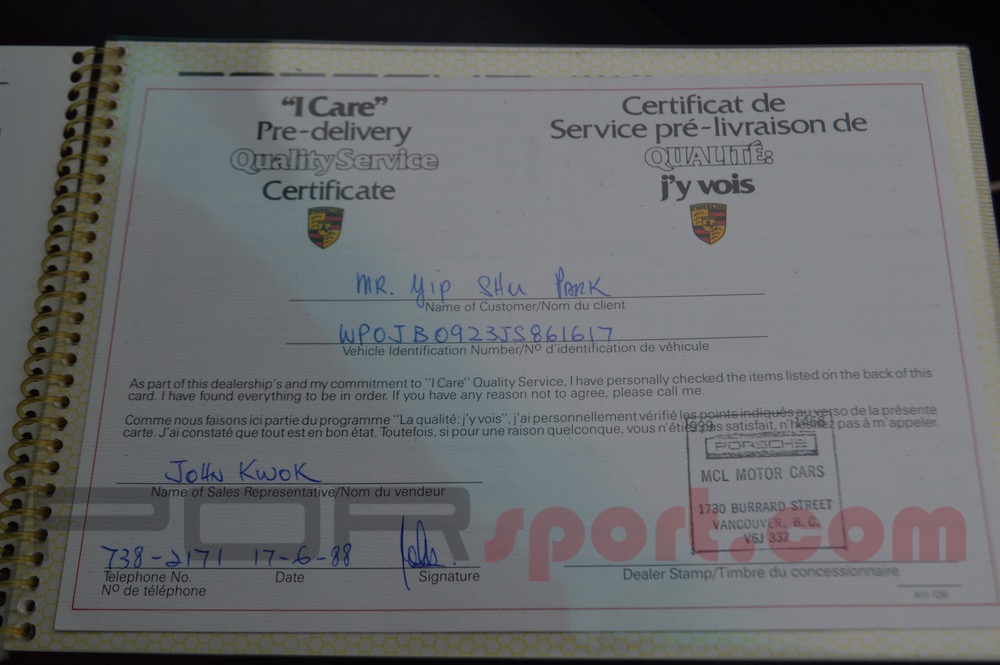 "I Care"
Pre-delivery
Quality Service
Certificate
Certificat de
Service pré-livraison de
QUALITÉ:
j'y vois
PORSCHE
MR. Yip SHU PARK
Name of Customer/Nom du client
WP0JB0923JS861617
Vehicle Identification Number/Nº d'identification de véhicule
As part of this dealership's and my commitment to "I Care" Quality Service, I have personally checked the items listed on the back of this
card. I have found everything to be in order. If you have any reason not to agree, please call me.
Comme nous faisons ici partie du programme "La qualité: j'y vois", j'ai personnellement vérifié les points indiqués au verso de la présente
carte. J'ai constaté que tout est en bon état. Toutefois, si pour une raison quelconque, vous n'étiez pas satisfait, n'hésitez pas à m'appeler.
JOHN KWOK
Name of Sales Representative/Nom du vendeur
PORSCHE
MCL MOTOR CARS
1730 BURRARD STREET
VANCOUVER, B. C.
V6J 3G7
PORsport.com
738-2171 17-6-88
Telephone No. Date Signature
Nº de téléphone
Dealer Stamp/Timbre du concessionnaire